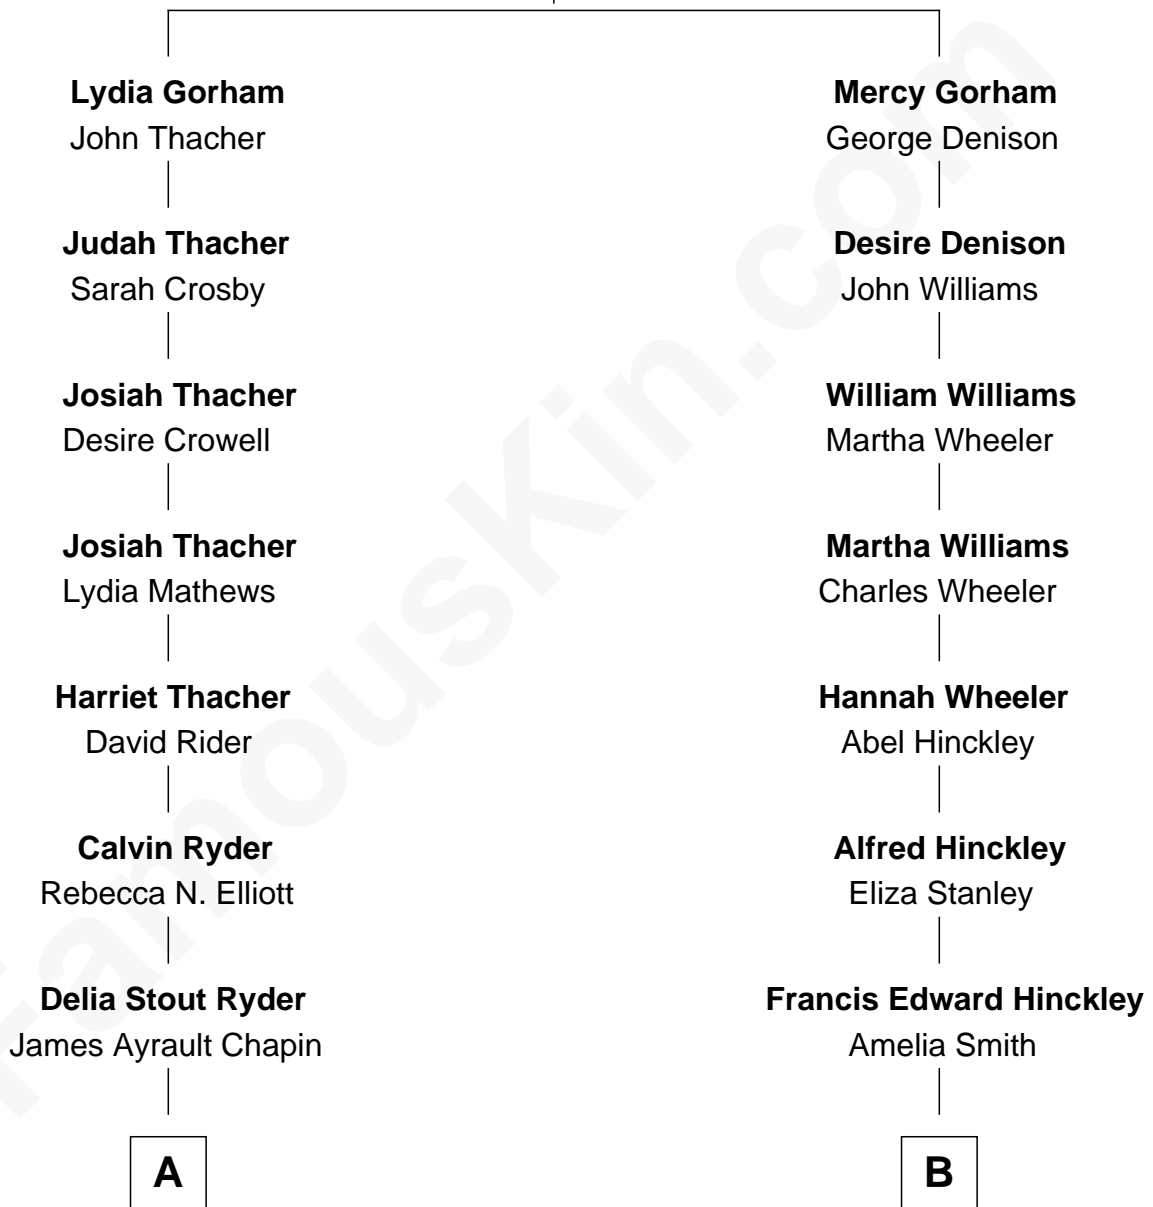 Lydia Gorham
John Thacher
Mercy Gorham
George Denison
Judah Thacher
Sarah Crosby
Desire Denison
John Williams
Josiah Thacher
Desire Crowell
William Williams
Martha Wheeler
Josiah Thacher
Lydia Mathews
Martha Williams
Charles Wheeler
Harriet Thacher
David Rider
Hannah Wheeler
Abel Hinckley
Calvin Ryder
Rebecca N. Elliott
Alfred Hinckley
Eliza Stanley
Delia Stout Ryder
James Ayrault Chapin
Francis Edward Hinckley
Amelia Smith
A
B
FamousKin.com